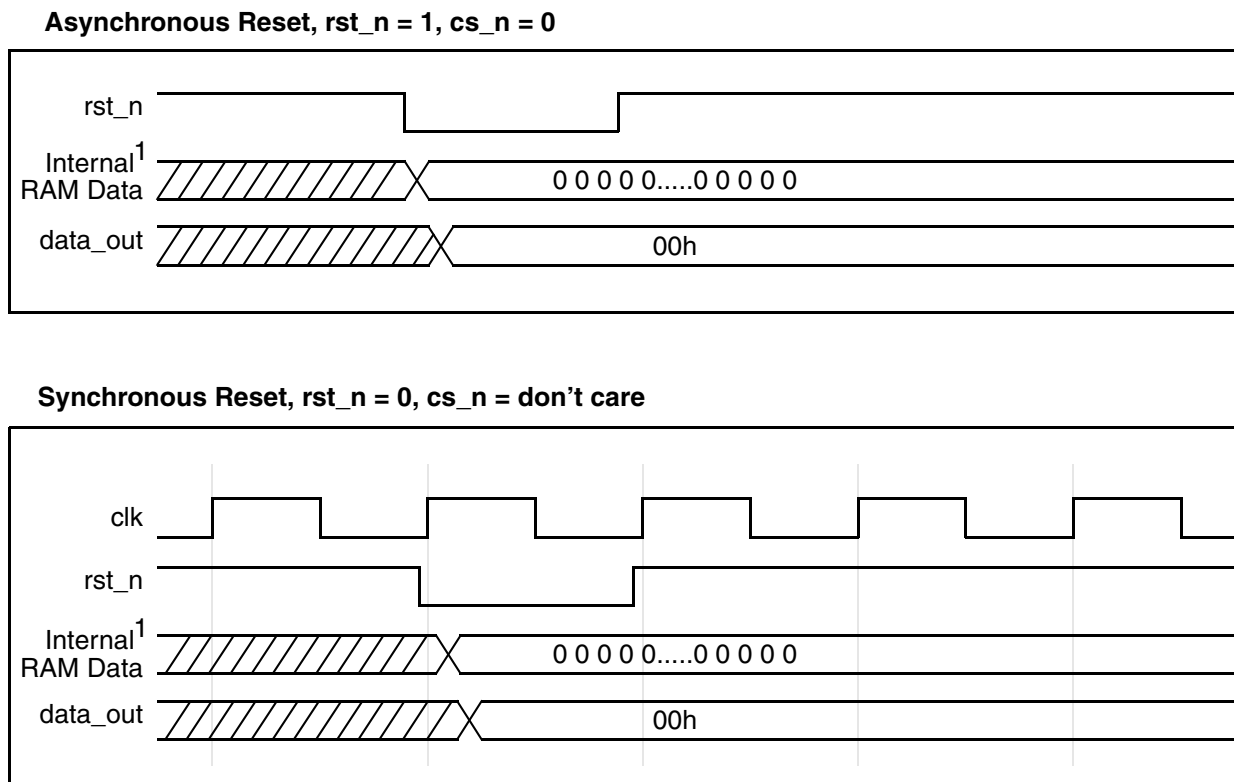 Asynchronous Reset, rst_n = 1, cs_n = 0
rst_n
Internal1
RAM Data
0 0 0 0 0.....0 0 0 0 0
data_out
00h
Synchronous Reset, rst_n = 0, cs_n = don't care
clk
rst_n
Internal1
RAM Data
0 0 0 0 0.....0 0 0 0 0
data_out
00h